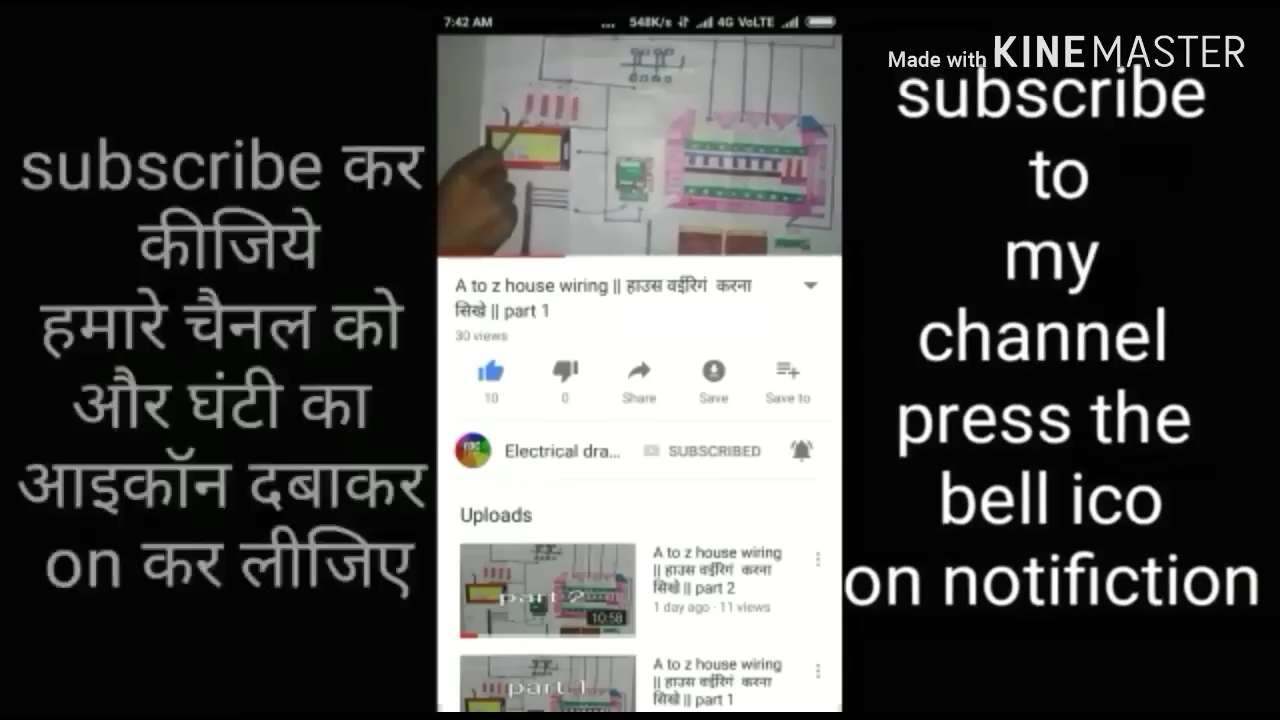 subscribe कर
कीजिये
हमारे चैनल को
और घंटी का
आइकॉन दबाकर
on कर लीजिए
7:42 AM
... 548K/s 4G VoLTE
A to z house wiring || हाउस वईरिगं करना
सिखे || part 1
30 views
10 0 Share Save Save to
Electrical dra... SUBSCRIBED
Uploads
part 2
10:58
A to z house wiring
|| हाउस वईरिगं करना
सिखे || part 2
1 day ago · 11 views
part 1
A to z house wiring
|| हाउस वईरिगं करना
सिखे || part 1
Made with KINEMASTER
subscribe
to
my
channel
press the
bell ico
on notifiction